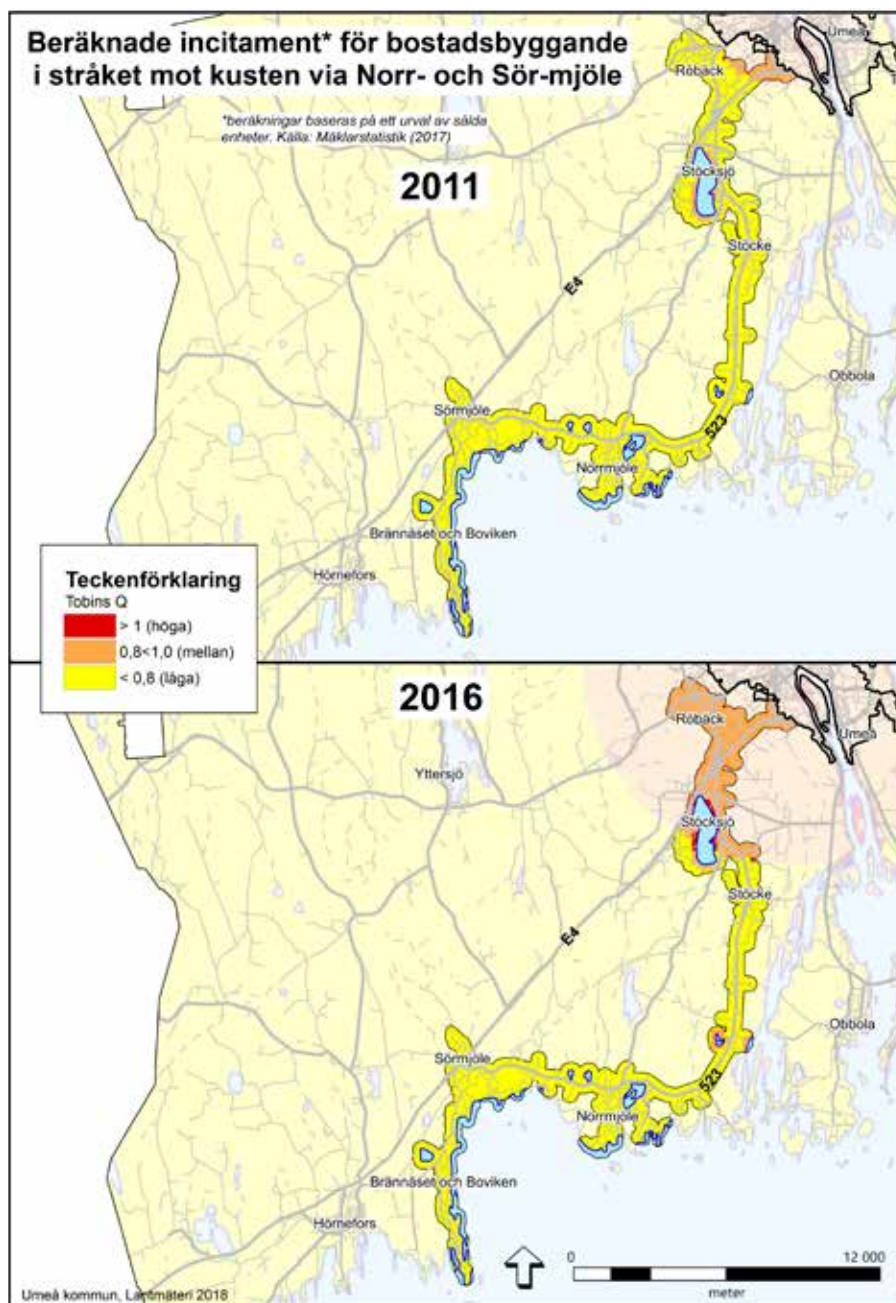 Beräknade incitament* för bostadsbyggande
i stråket mot kusten via Norr- och Sör-mjöle
*beräkningar baseras på ett urval av sålda
enheter. Källa: Mäklarstatistik (2017)
2011
Umeå
Röbäck
Stöcksjö
Stöcke
E4
Obbola
Sörmjöle
523
Norrmjöle
Brännäset och Boviken
Hörnefors
Teckenförklaring
Tobins Q
> 1 (höga)
0,8<1,0 (mellan)
< 0,8 (låga)
2016
Röbäck
Umeå
Yttersjö
Stöcksjö
Stöcke
E4
Obbola
Sörmjöle
523
Norrmjöle
Brännäset och Boviken
Hörnefors
0 12 000
meter
Umeå kommun, Lantmäteri 2018